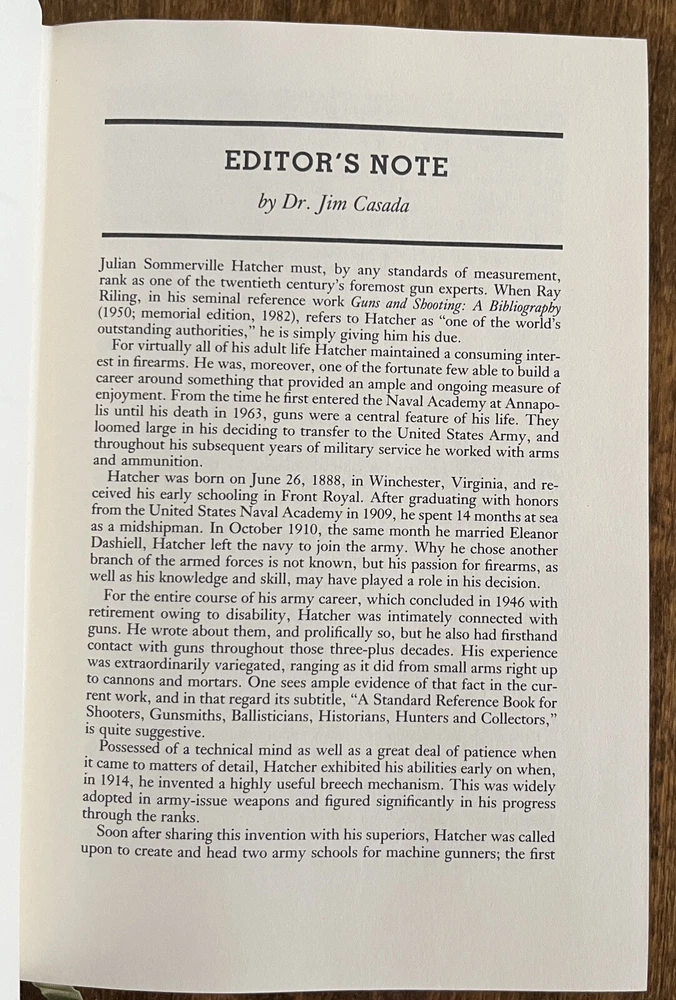 EDITOR'S NOTE
by Dr. Jim Casada
Julian Sommerville Hatcher must, by any standards of measurement,
rank as one of the twentieth century's foremost gun experts. When Ray
Riling, in his seminal reference work Guns and Shooting: A Bibliography
(1950; memorial edition, 1982), refers to Hatcher as “one of the world's
outstanding authorities,” he is simply giving him his due.
For virtually all of his adult life Hatcher maintained a consuming inter-
est in firearms. He was, moreover, one of the fortunate few able to build a
career around something that provided an ample and ongoing measure of
enjoyment. From the time he first entered the Naval Academy at Annapo-
lis until his death in 1963, guns were a central feature of his life. They
loomed large in his deciding to transfer to the United States Army, and
throughout his subsequent years of military service he worked with arms
and ammunition.
Hatcher was born on June 26, 1888, in Winchester, Virginia, and re-
ceived his early schooling in Front Royal. After graduating with honors
from the United States Naval Academy in 1909, he spent 14 months at sea
as a midshipman. In October 1910, the same month he married Eleanor
Dashiell, Hatcher left the navy to join the army. Why he chose another
branch of the armed forces is not known, but his passion for firearms, as
well as his knowledge and skill, may have played a role in his decision.
For the entire course of his army career, which concluded in 1946 with
retirement owing to disability, Hatcher was intimately connected with
guns. He wrote about them, and prolifically so, but he also had firsthand
contact with guns throughout those three-plus decades. His experience
was extraordinarily variegated, ranging as it did from small arms right up
to cannons and mortars. One sees ample evidence of that fact in the cur-
rent work, and in that regard its subtitle, “A Standard Reference Book for
Shooters, Gunsmiths, Ballisticians, Historians, Hunters and Collectors,”
is quite suggestive.
Possessed of a technical mind as well as a great deal of patience when
it came to matters of detail, Hatcher exhibited his abilities early on when,
in 1914, he invented a highly useful breech mechanism. This was widely
adopted in army-issue weapons and figured significantly in his progress
through the ranks.
Soon after sharing this invention with his superiors, Hatcher was called
upon to create and head two army schools for machine gunners; the first